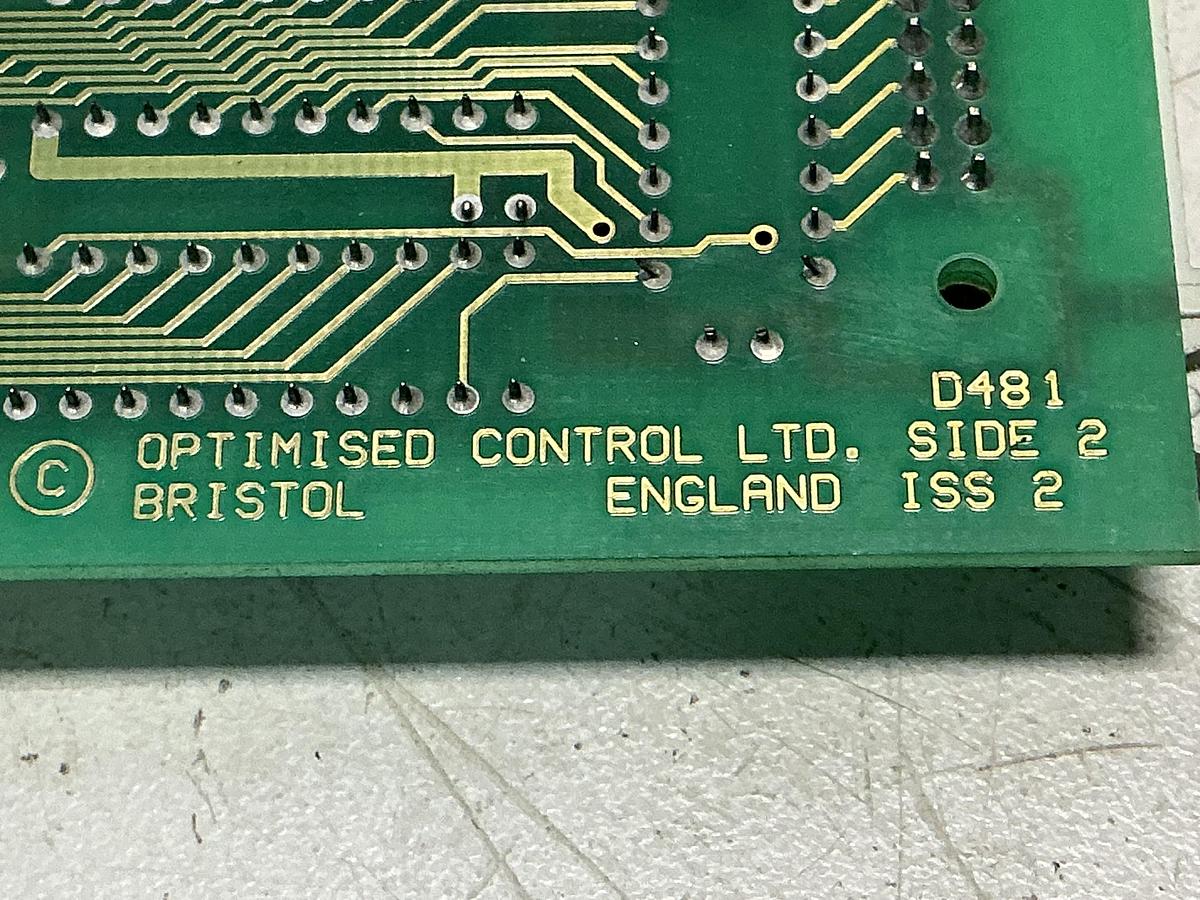 D481
© OPTIMISED CONTROL LTD. SIDE 2
BRISTOL ENGLAND ISS 2